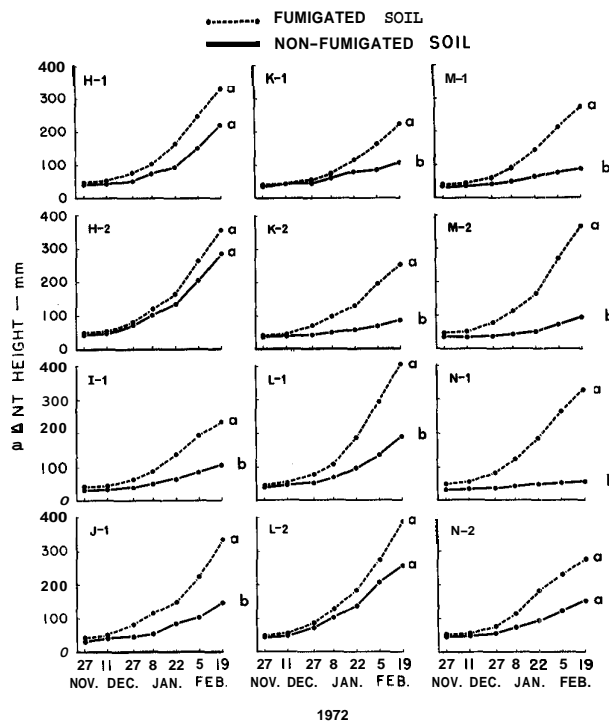 FUMIGATED SOIL
NON-FUMIGATED SOIL
400 H-1 a K-1 M-1
300 a a
200 a
100 b b
0
400 H-2 a K-2 M-2 a
300 a
200 a
100 b b
0
400 I-1 L-1 a N-1
300 a
200 a b
100 b
0
400 J-1 L-2 a N-2
300 a
200 a a
100 b a
0
HEIGHT — mm
27 11 27 8 22 5 19 27 11 27 8 22 5 19 27 11 27 8 22 5 19
NOV. DEC. JAN. FEB. NOV. DEC. JAN. FEB. NOV. DEC. JAN. FEB.
1972